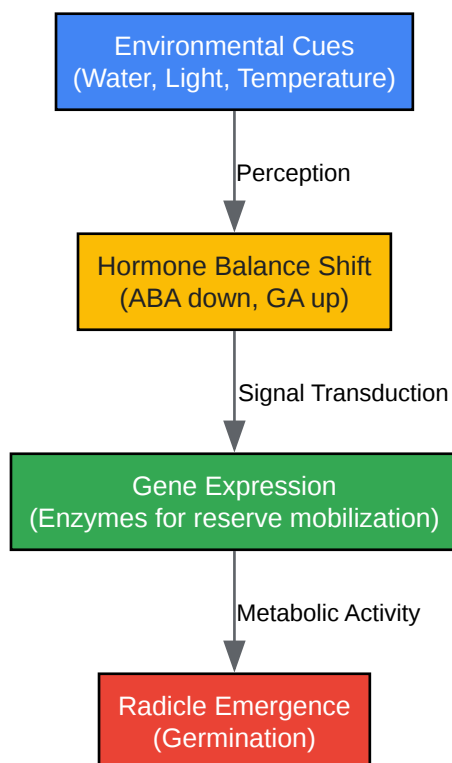 Environmental Cues
(Water, Light, Temperature)
Perception
Hormone Balance Shift
(ABA down, GA up)
Signal Transduction
Gene Expression
(Enzymes for reserve mobilization)
Metabolic Activity
Radicle Emergence
(Germination)